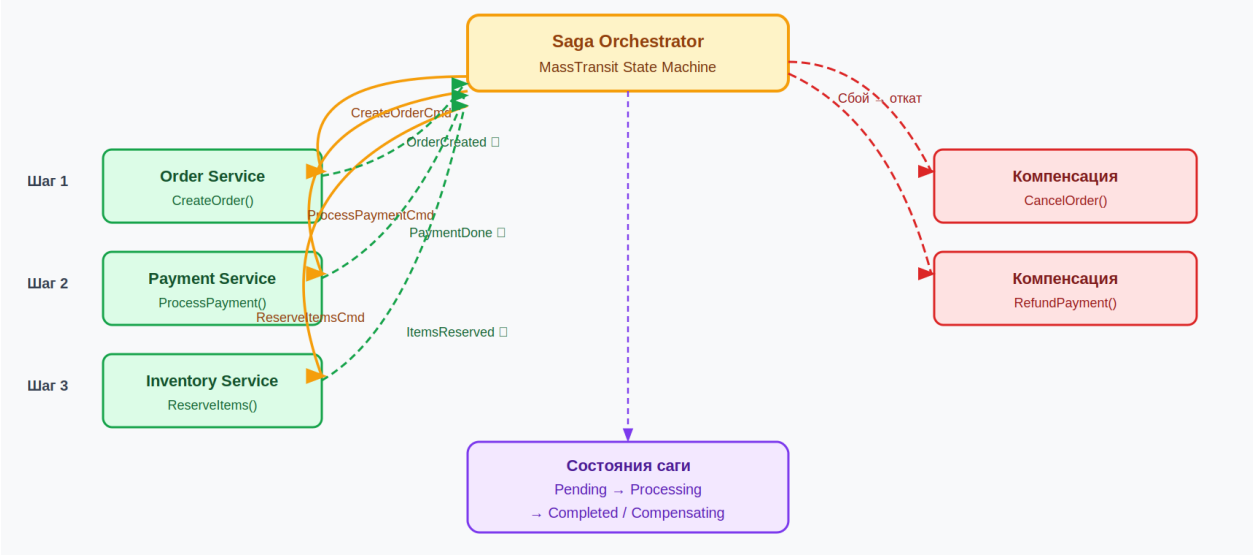 Saga Orchestrator
MassTransit State Machine
CreateOrderCmd
Сбой → откат
OrderCreated
Шаг 1
Order Service
CreateOrder()
Компенсация
CancelOrder()
ProcessPaymentCmd
PaymentDone
Шаг 2
Payment Service
ProcessPayment()
Компенсация
RefundPayment()
ReserveItemsCmd
ItemsReserved
Шаг 3
Inventory Service
ReserveItems()
Состояния саги
Pending → Processing
→ Completed / Compensating